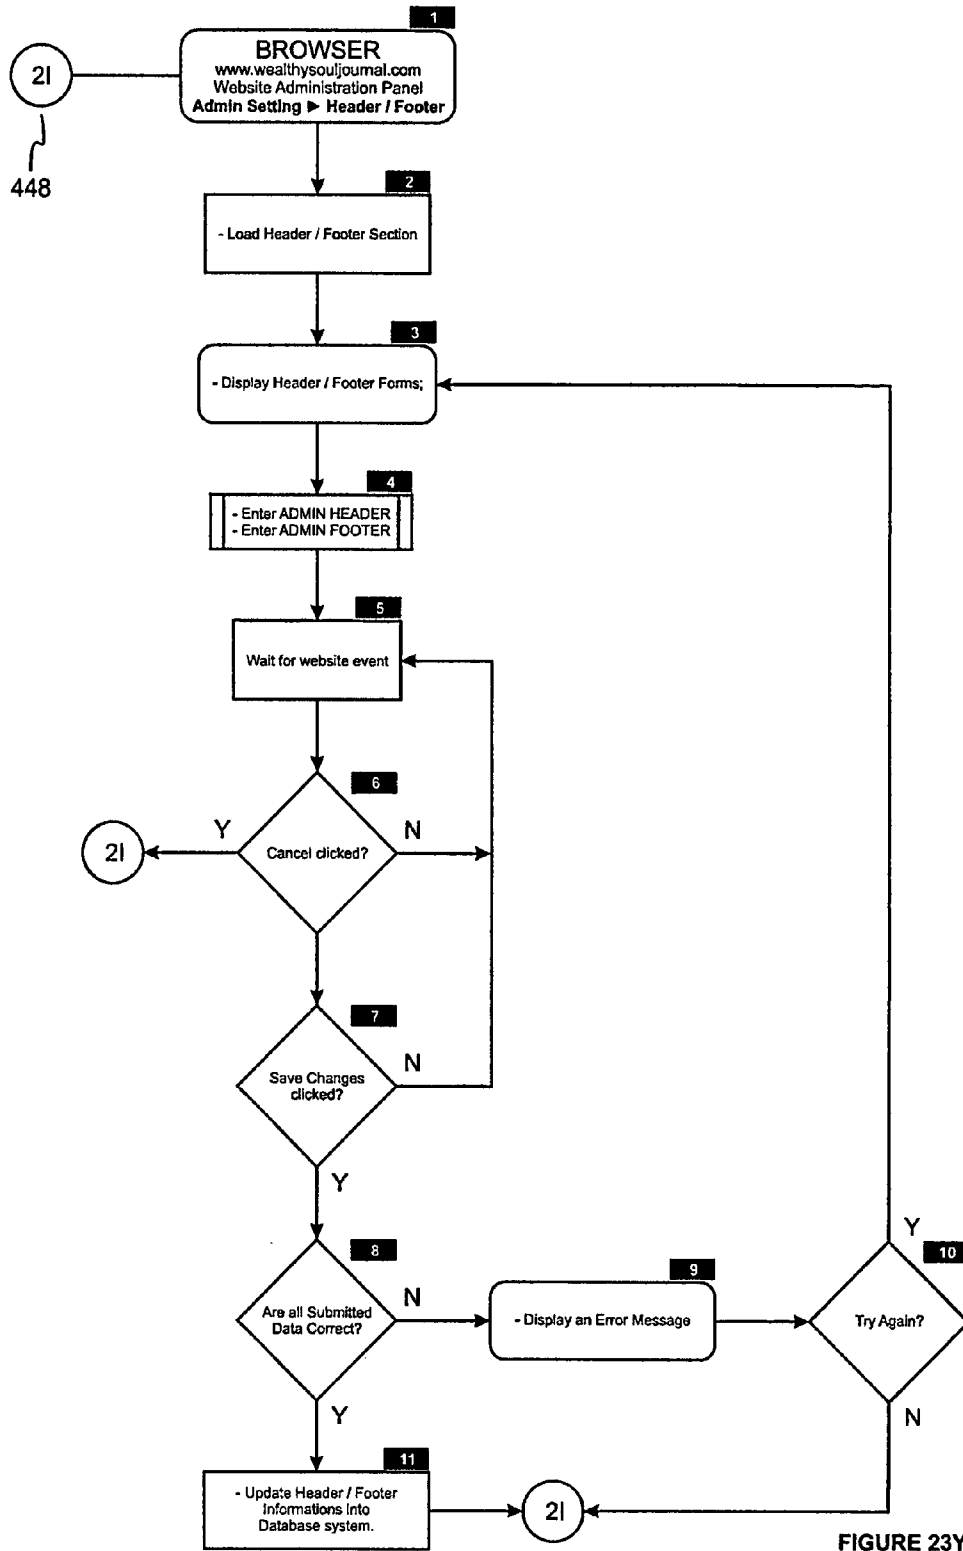 1
BROWSER
www.wealthysouljournal.com
Website Administration Panel
Admin Setting ► Header / Footer
2I
448
2
- Load Header / Footer Section
3
- Display Header / Footer Forms;
4
- Enter ADMIN HEADER
- Enter ADMIN FOOTER
5
Wait for website event
6
Y
N
2I
Cancel clicked?
7
N
Save Changes
clicked?
Y
8
N
Are all Submitted
Data Correct?
Y
9
- Display an Error Message
Y
10
Try Again?
N
11
- Update Header / Footer
Informations into
Database system.
2I
FIGURE 23Y